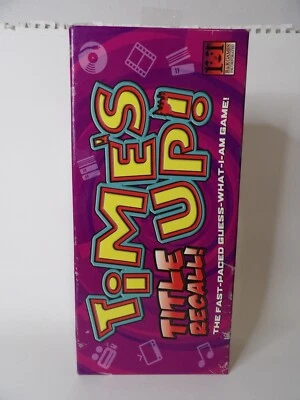 TiME'S
UP!
TITLE
RECALL!
THE FAST-PACED GUESS-WHAT-I-AM GAME!